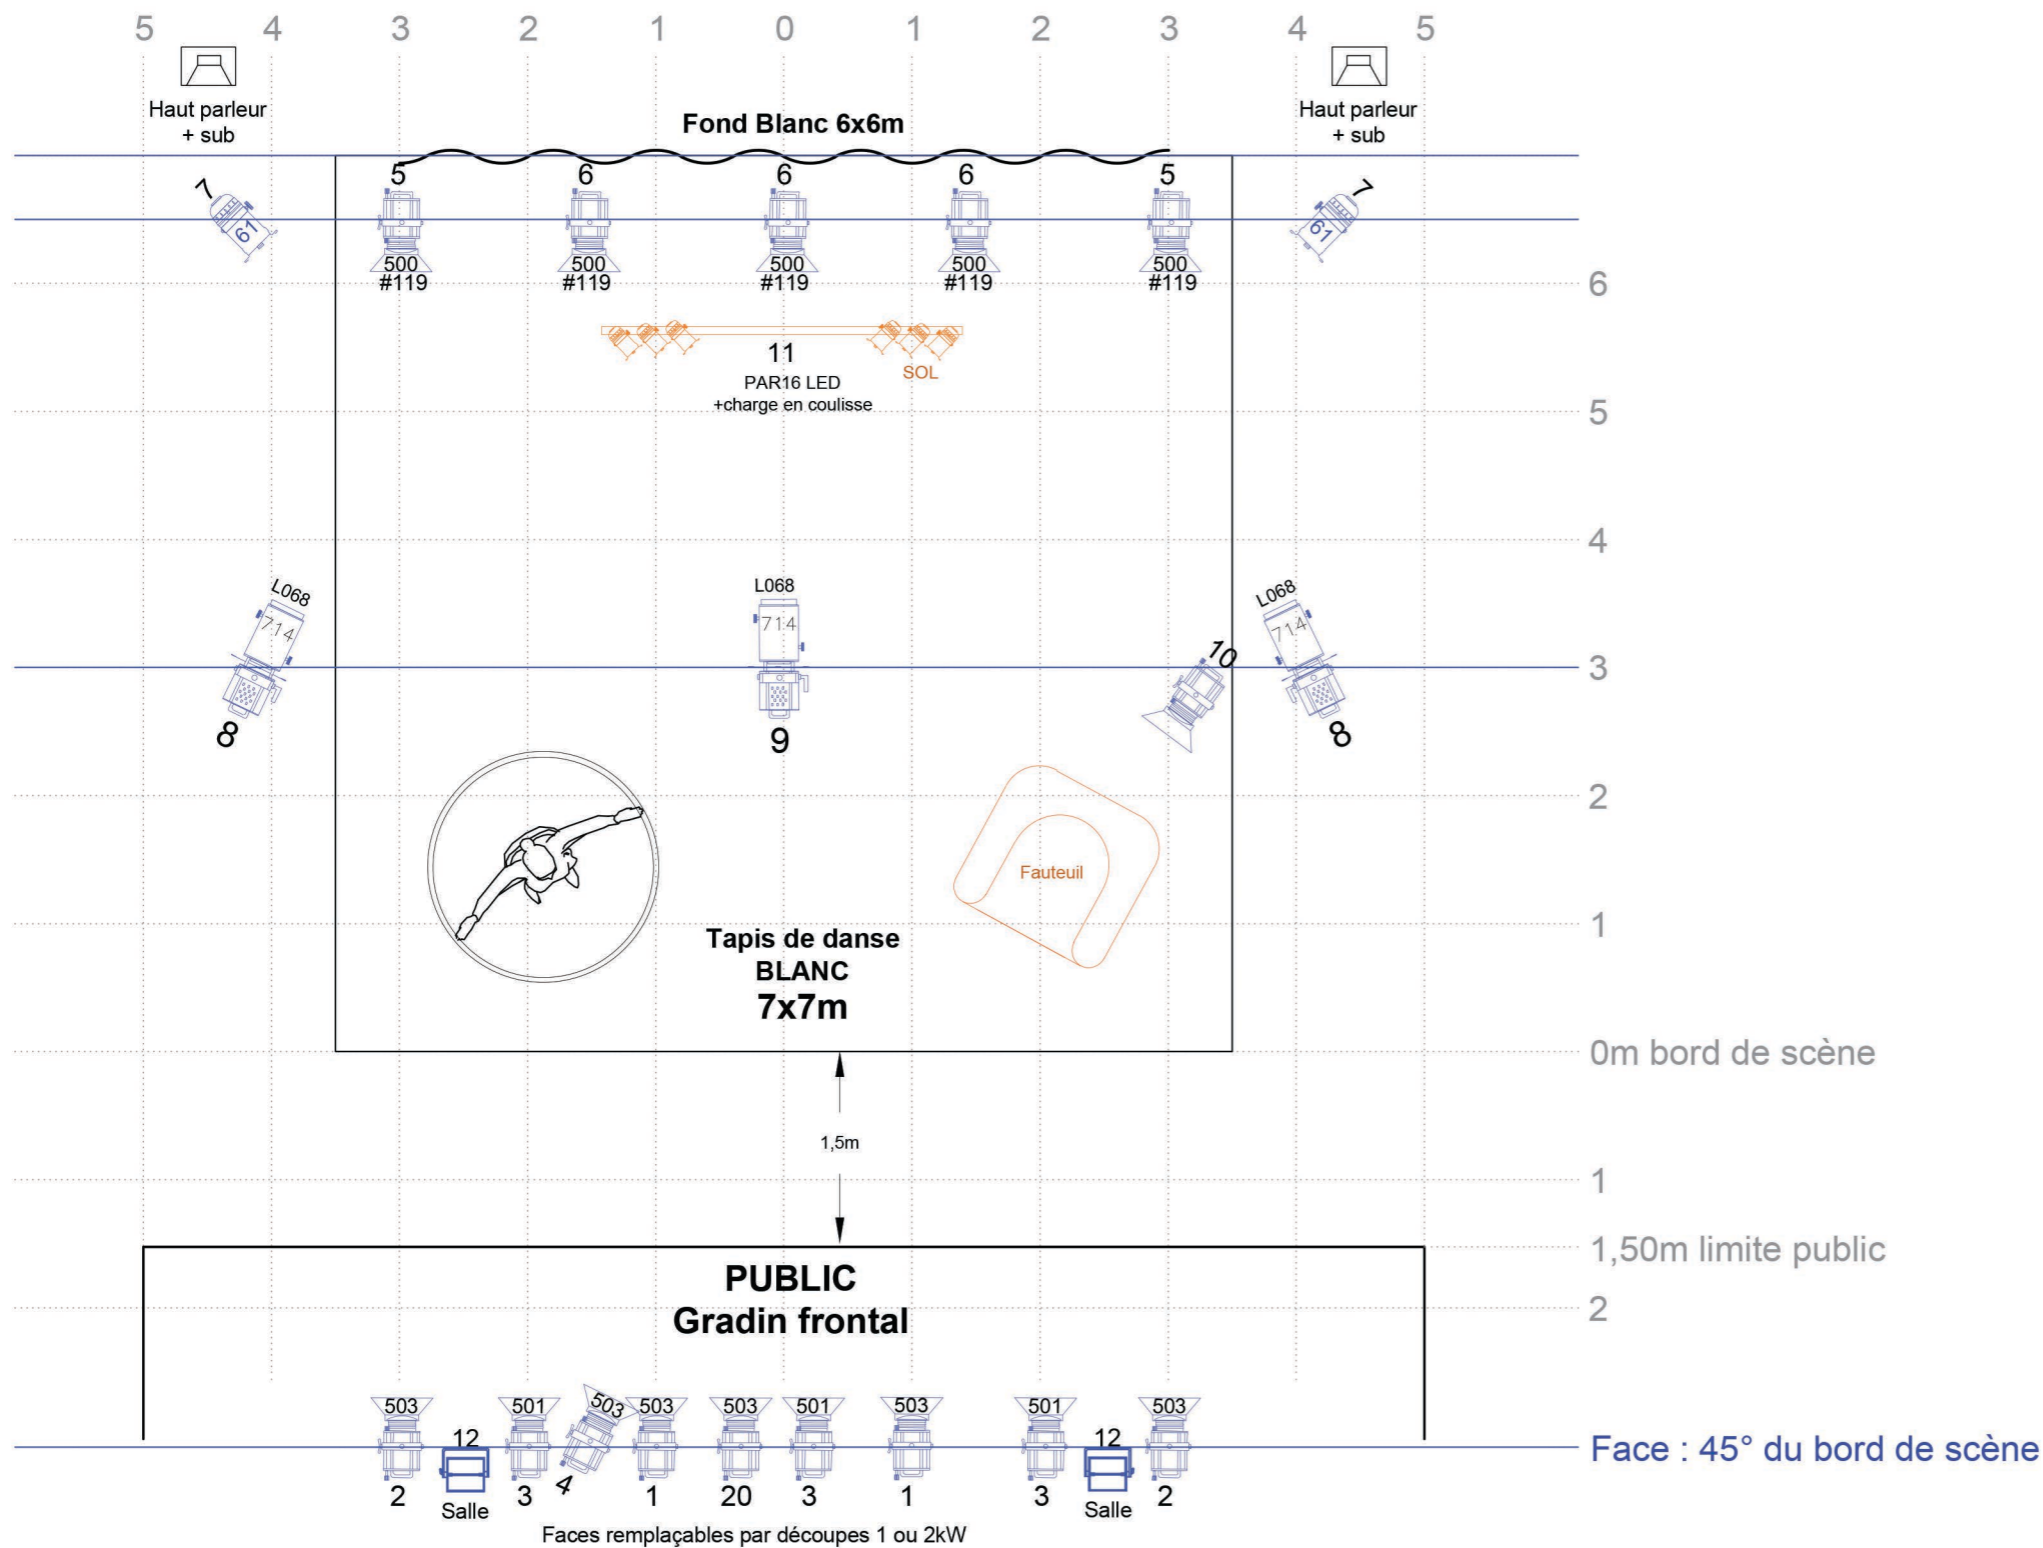 5 4 3 2 1 0 1 2 3 4 5
Haut parleur
+ sub
Haut parleur
+ sub
Fond Blanc 6x6m
5 6 6 6 5
7 7
61 61
500 500 500 500 500
#119 #119 #119 #119 #119
6
11
PAR16 LED
+charge en coulisse
SOL
5
4
L068 L068 L068
714 714 714
10
3
8 9 8
2
Fauteuil
1
Tapis de danse
BLANC
7x7m
0m bord de scène
1,5m
1
1,50m limite public
PUBLIC
Gradin frontal
2
503 501 503 503 503 501 503 501 503
12 12
Face : 45° du bord de scène
2 3 4 1 20 3 1 3 2
Salle Salle
Faces remplaçables par découpes 1 ou 2kW